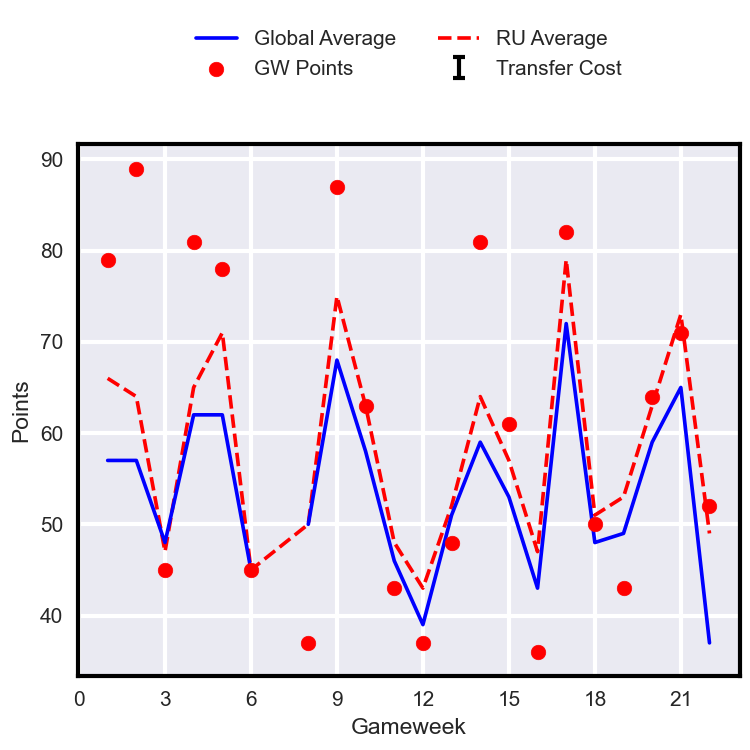 Global Average
RU Average
GW Points
Transfer Cost
90
80
70
60
50
40
Points
0 3 6 9 12 15 18 21
Gameweek